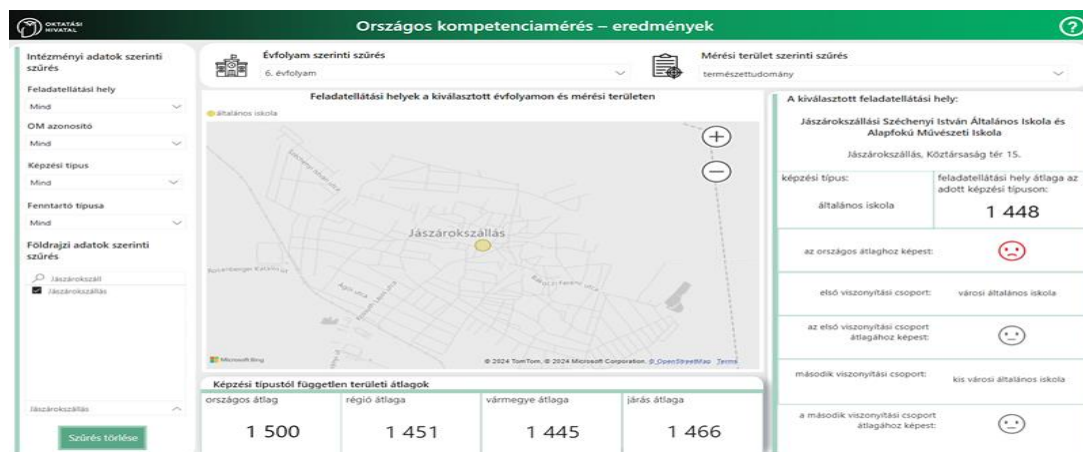 OKTATÁSI
HIVATAL
Országos kompetenciamérés – eredmények
?
Intézményi adatok szerinti
szűrés
Feladatellátási hely
Mind
OM azonosító
Mind
Képzési típus
Mind
Fenntartó típusa
Mind
Földrajzi adatok szerinti
szűrés
Jászárokszáll
Jászárokszállás
Jászárokszállás
Szűrés törlése
Évfolyam szerinti szűrés
6. évfolyam
Mérési terület szerinti szűrés
természettudomány
Feladatellátási helyek a kiválasztott évfolyamon és mérési területen
általános iskola
Jászárokszállás
Microsoft Bing
© 2024 TomTom, © 2024 Microsoft Corporation, © OpenStreetMap Terms
Képzési típustól független területi átlagok
országos átlag régió átlaga vármegye átlaga járás átlaga
1 500 1 451 1 445 1 466
A kiválasztott feladatellátási hely:
Jászárokszállási Széchenyi István Általános Iskola és
Alapfokú Művészeti Iskola
Jászárokszállás, Köztársaság tér 15.
képzési típus:
általános iskola
feladatellátási hely átlaga az
adott képzési típuson:
1 448
az országos átlaghoz képest:
első viszonyítási csoport: városi általános iskola
az első viszonyítási csoport
átlagához képest:
második viszonyítási csoport: kis városi általános iskola
a második viszonyítási csoport
átlagához képest: